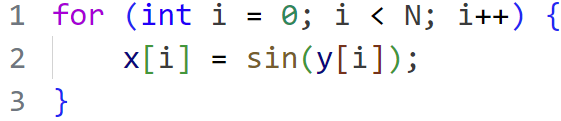 1 for (int i = 0; i < N; i++) {
2     x[i] = sin(y[i]);
3 }